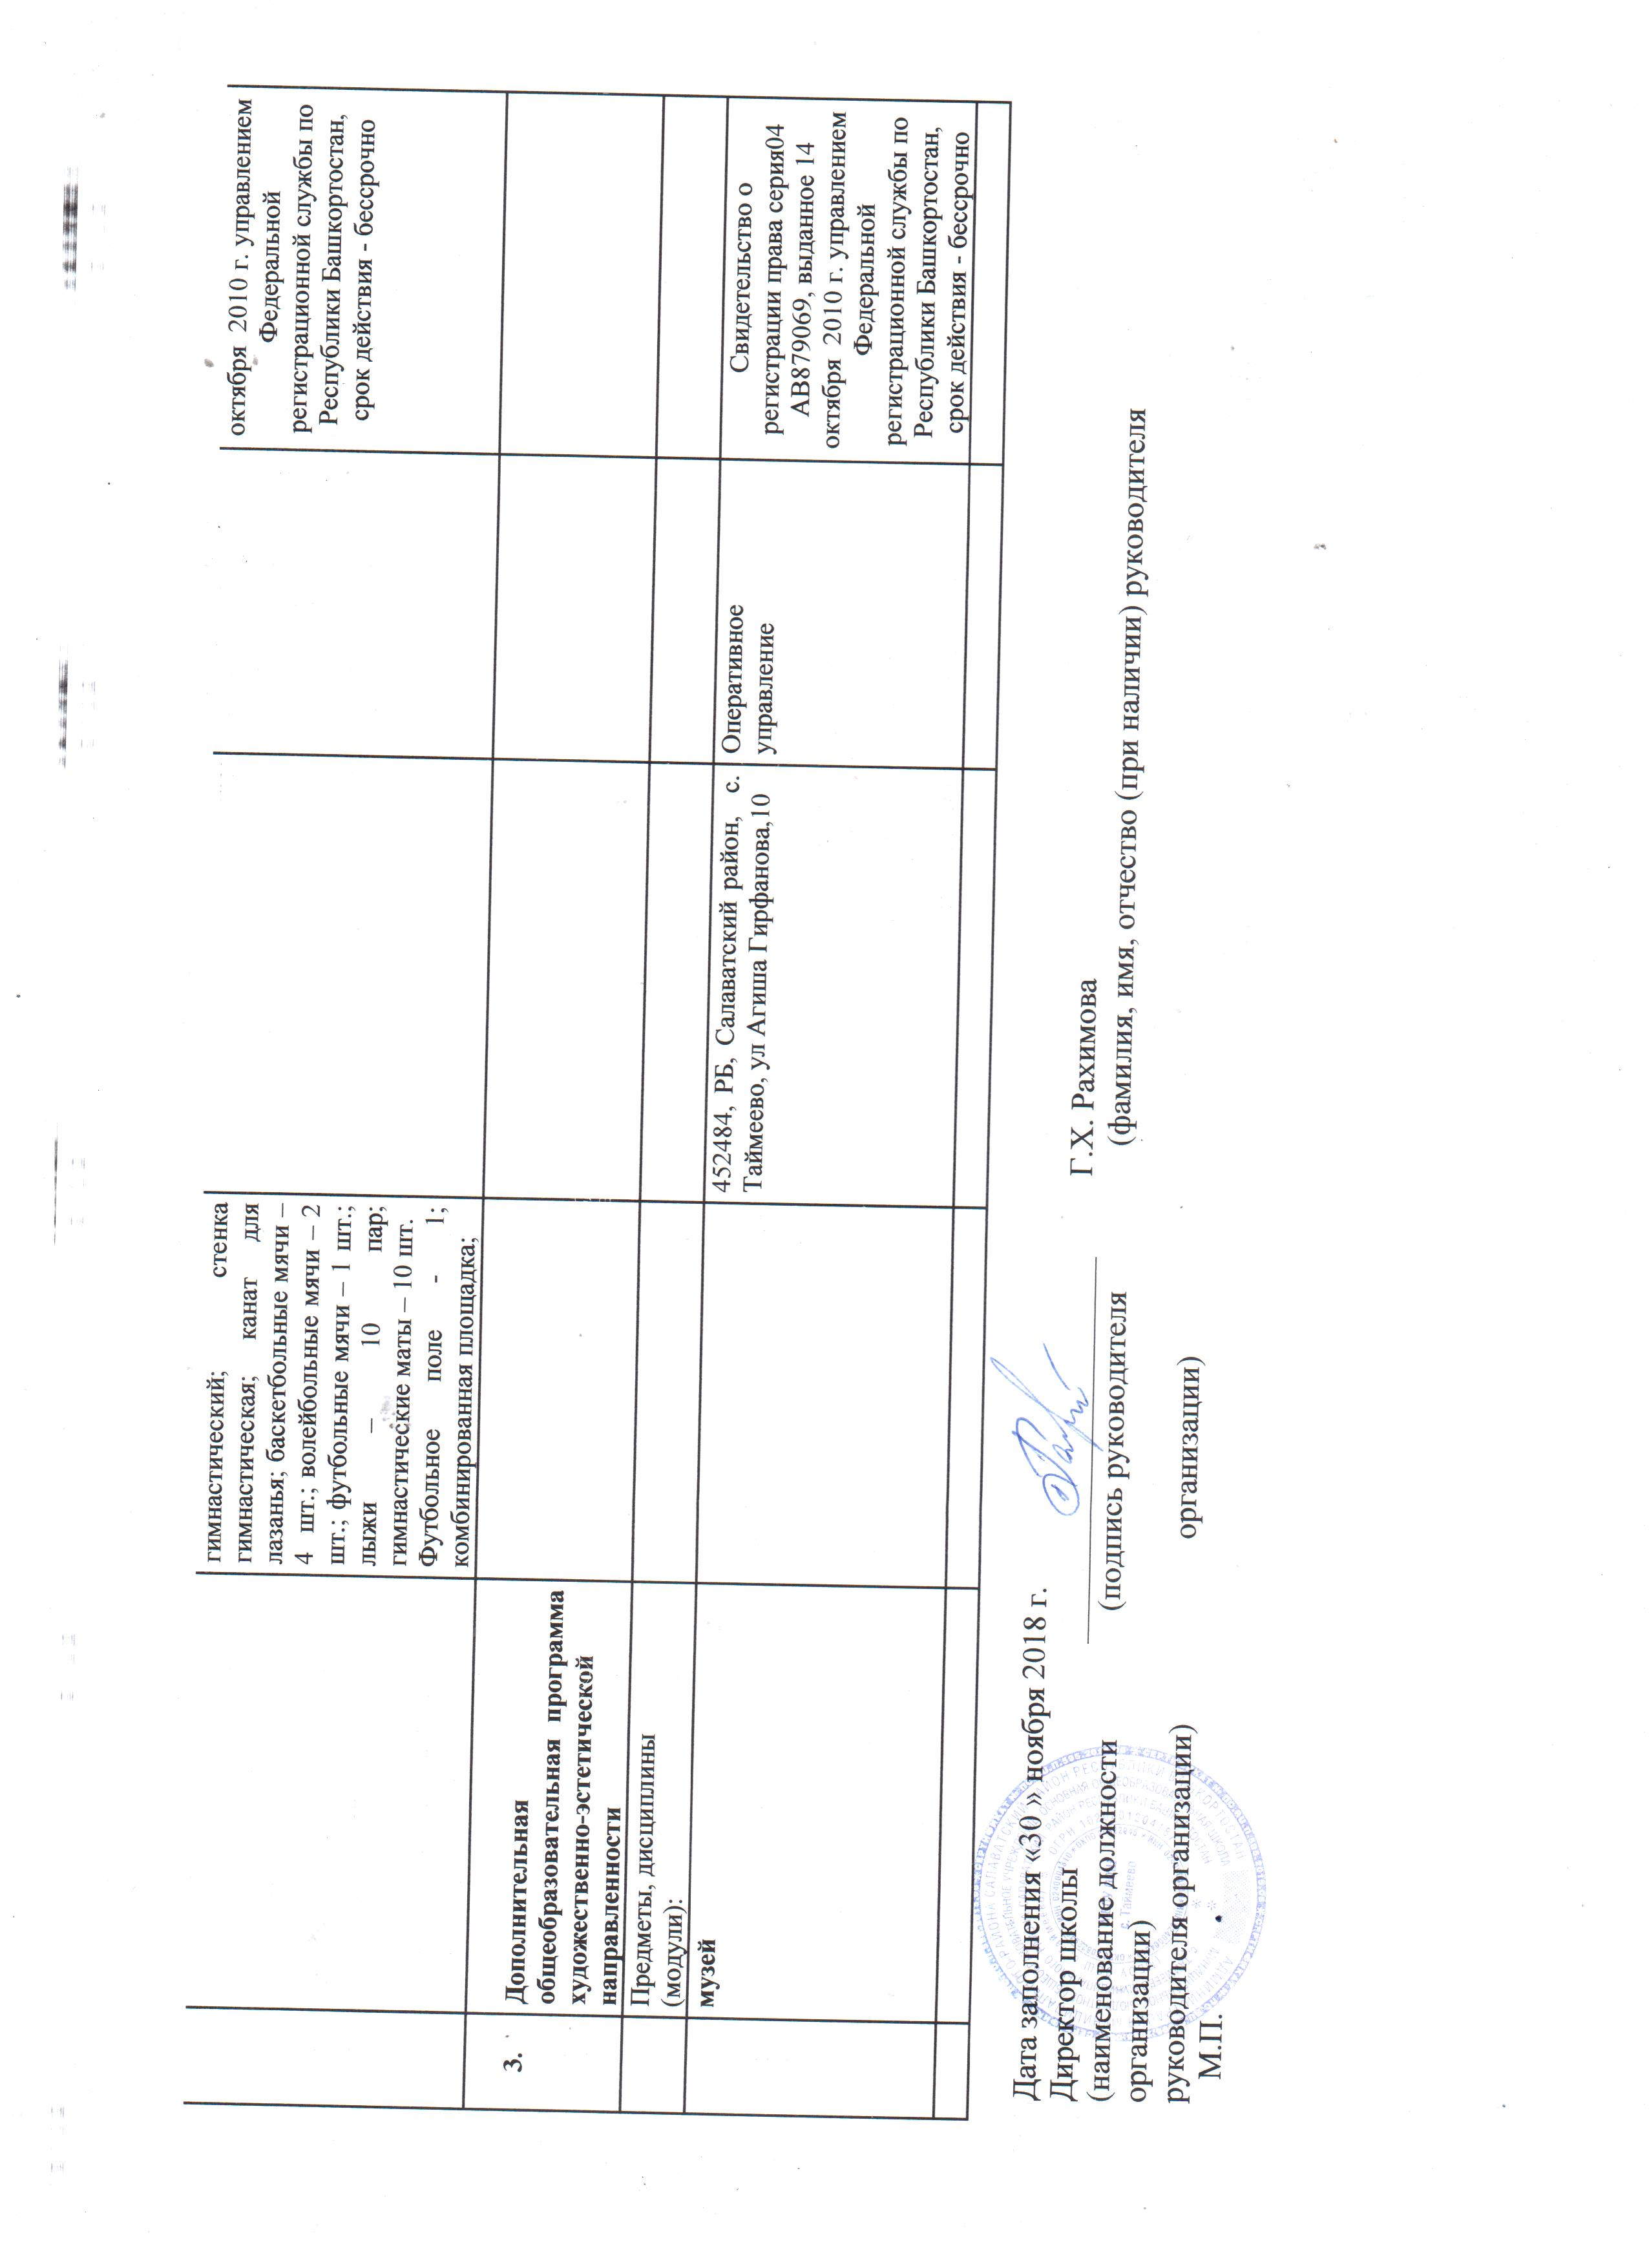 гимнастический; стенка
гимнастическая; канат для
лазанья; баскетбольные мячи –
4 шт.; волейбольные мячи – 2
шт.; футбольные мячи – 1 шт.;
лыжи – 10 пар;
гимнастические маты – 10 шт.
Футбольное поле - 1;
комбинированная площадка;
октября 2010 г. управлением
Федеральной
регистрационной службы по
Республики Башкортостан,
срок действия - бессрочно
3.
Дополнительная
общеобразовательная программа
художественно-эстетической
направленности
Предметы, дисциплины
(модули):
музей
452484, РБ, Салаватский район, с.
Таймеево, ул Агиша Гирфанова,10
Оперативное
управление
Свидетельство о
регистрации права серия04
АВ879069, выданное 14
октября 2010 г. управлением
Федеральной
регистрационной службы по
Республики Башкортостан,
срок действия - бессрочно
Дата заполнения «30 » ноября 2018 г.
Директор школы
Г.Х. Рахимова
(наименование должности
(подпись руководителя
(фамилия, имя, отчество (при наличии) руководителя
организации)
руководителя организации)
организации)
М.П.